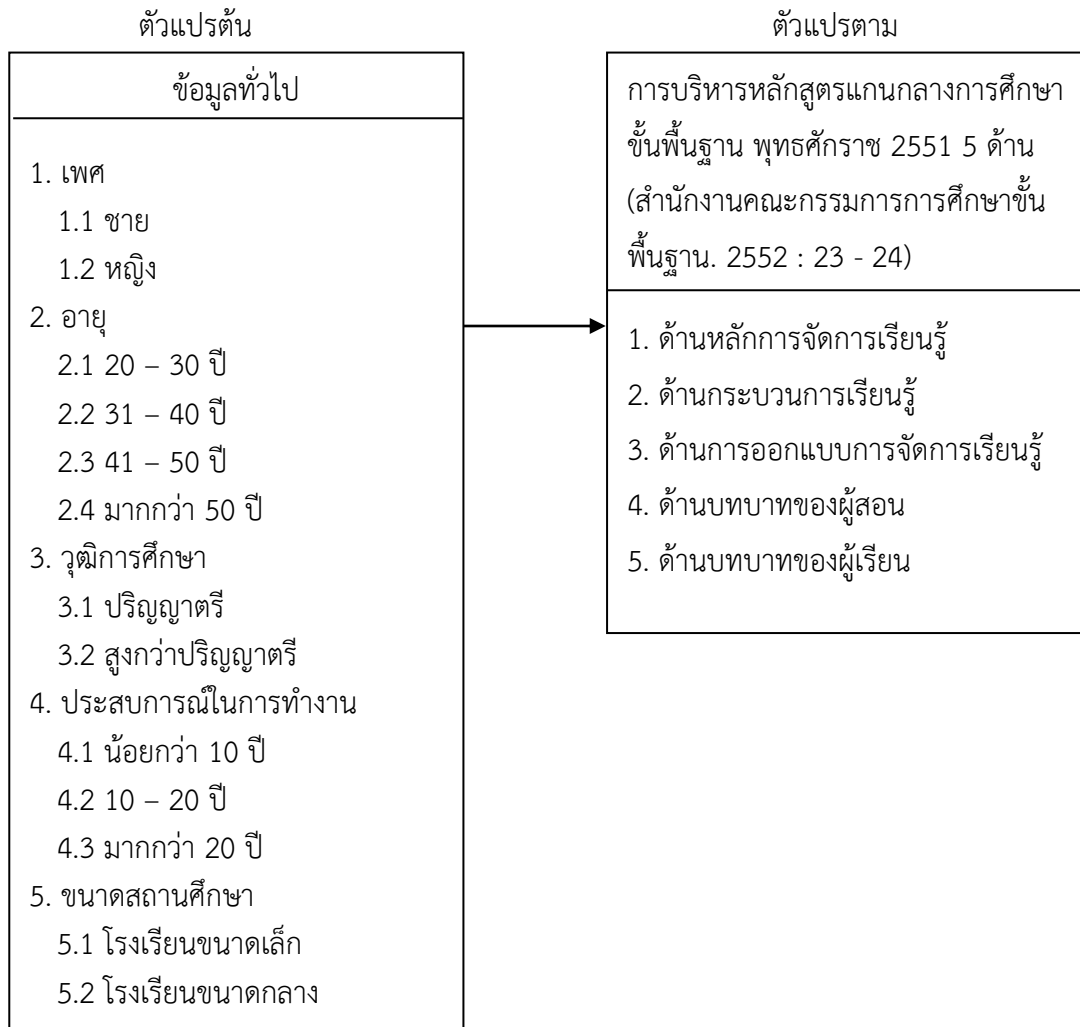 ตัวแปรต้น
ข้อมูลทั่วไป
1. เพศ
1.1 ชาย
1.2 หญิง
2. อายุ
2.1 20 – 30 ปี
2.2 31 – 40 ปี
2.3 41 – 50 ปี
2.4 มากกว่า 50 ปี
3. วุฒิการศึกษา
3.1 ปริญญาตรี
3.2 สูงกว่าปริญญาตรี
4. ประสบการณ์ในการทำงาน
4.1 น้อยกว่า 10 ปี
4.2 10 – 20 ปี
4.3 มากกว่า 20 ปี
5. ขนาดสถานศึกษา
5.1 โรงเรียนขนาดเล็ก
5.2 โรงเรียนขนาดกลาง
ตัวแปรตาม
การบริหารหลักสูตรแกนกลางการศึกษา
ขั้นพื้นฐาน พุทธศักราช 2551 5 ด้าน
(สำนักงานคณะกรรมการการศึกษาขั้น
พื้นฐาน. 2552 : 23 - 24)
1. ด้านหลักการจัดการเรียนรู้
2. ด้านกระบวนการเรียนรู้
3. ด้านการออกแบบการจัดการเรียนรู้
4. ด้านบทบาทของผู้สอน
5. ด้านบทบาทของผู้เรียน